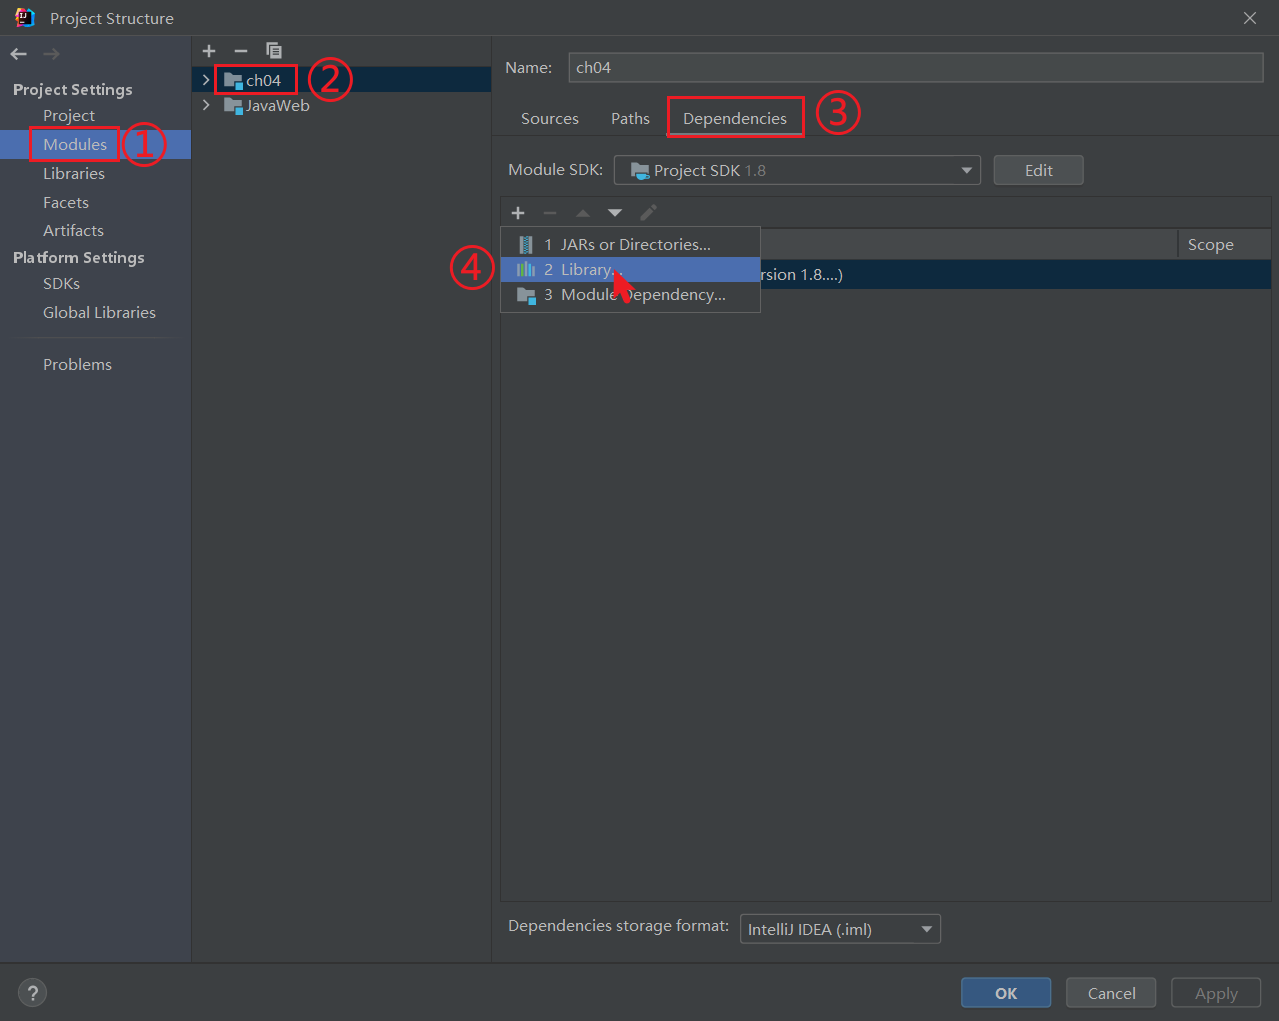 Project Structure
Project Settings
Project
Modules
①
Libraries
Facets
Artifacts
Platform Settings
SDKs
Global Libraries
Problems
ch04
②
JavaWeb
Name: ch04
Sources Paths Dependencies ③
Module SDK: Project SDK 1.8 Edit
④
1 JARs or Directories...
2 Library...
3 Module Dependency...
Scope
rsion 1.8....)
Dependencies storage format: IntelliJ IDEA (.iml)
? OK Cancel Apply